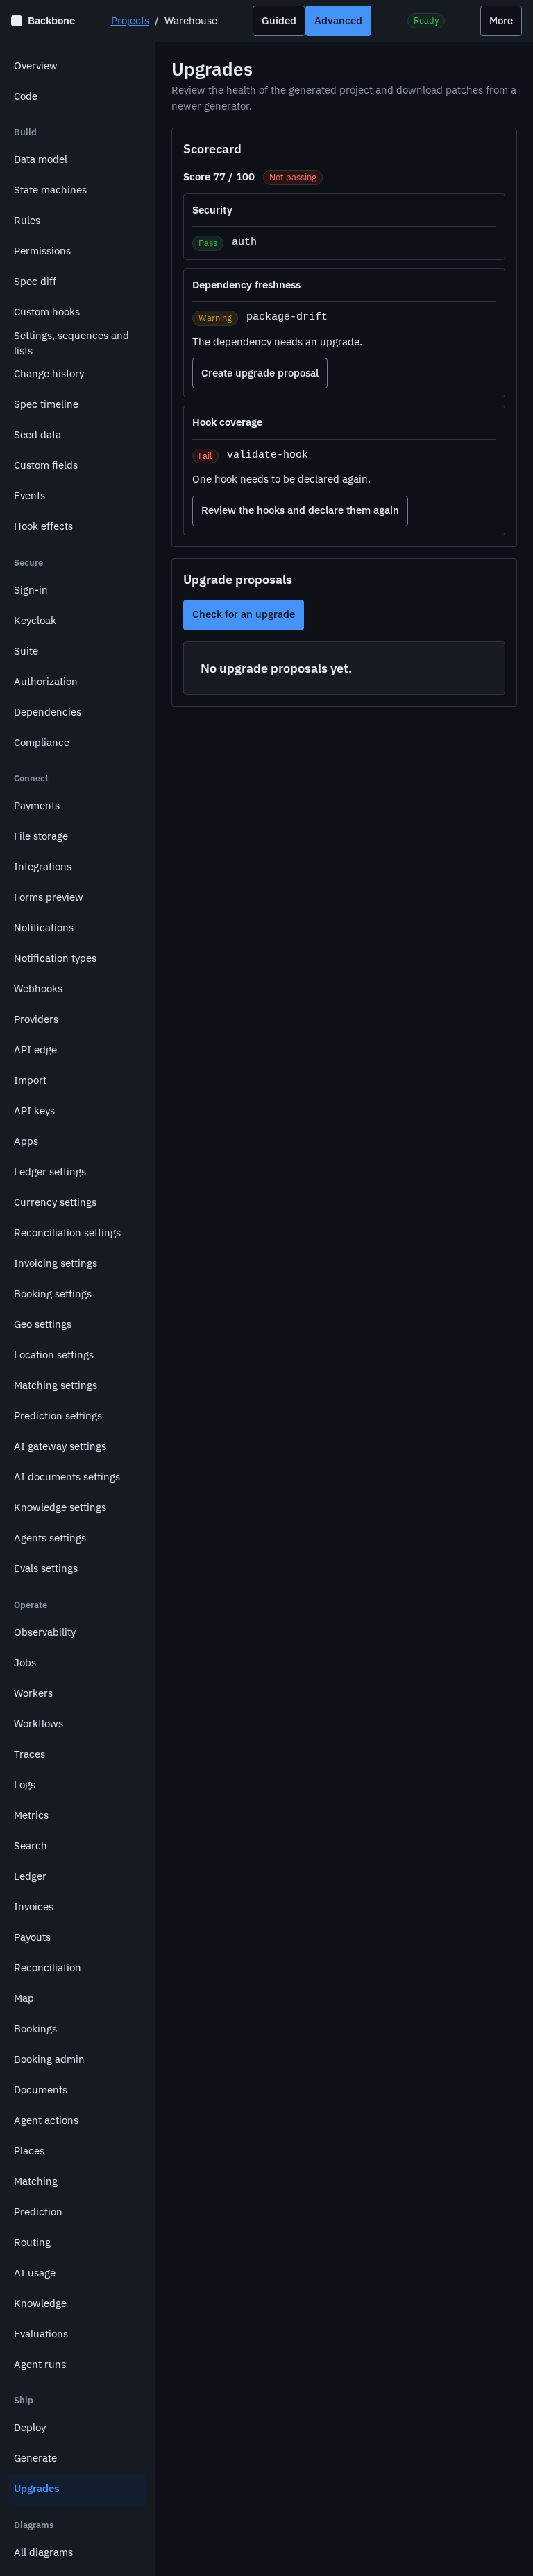 Backbone
Projects / Warehouse
Guided
Advanced
Ready
More
Overview
Code
Build
Data model
State machines
Rules
Permissions
Spec diff
Custom hooks
Settings, sequences and
lists
Change history
Spec timeline
Seed data
Custom fields
Events
Hook effects
Secure
Sign-in
Keycloak
Suite
Authorization
Dependencies
Compliance
Connect
Payments
File storage
Integrations
Forms preview
Notifications
Notification types
Webhooks
Providers
API edge
Import
API keys
Apps
Ledger settings
Currency settings
Reconciliation settings
Invoicing settings
Booking settings
Geo settings
Location settings
Matching settings
Prediction settings
AI gateway settings
AI documents settings
Knowledge settings
Agents settings
Evals settings
Operate
Observability
Jobs
Workers
Workflows
Traces
Logs
Metrics
Search
Ledger
Invoices
Payouts
Reconciliation
Map
Bookings
Booking admin
Documents
Agent actions
Places
Matching
Prediction
Routing
AI usage
Knowledge
Evaluations
Agent runs
Ship
Deploy
Generate
Upgrades
Diagrams
All diagrams
Upgrades
Review the health of the generated project and download patches from a
newer generator.
Scorecard
Score 77 / 100 Not passing
Security
Pass auth
Dependency freshness
Warning package-drift
The dependency needs an upgrade.
Create upgrade proposal
Hook coverage
Fail validate-hook
One hook needs to be declared again.
Review the hooks and declare them again
Upgrade proposals
Check for an upgrade
No upgrade proposals yet.